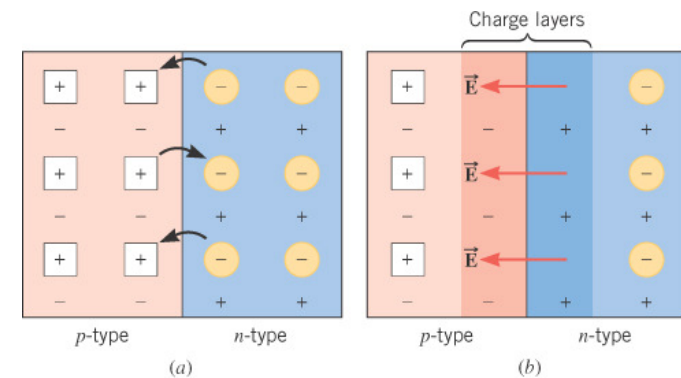 Charge layers
+ + − −
− − + +
+ + − −
− − + +
+ + − −
− − + +
p-type n-type
(a)
+ E⃗ −
− − + +
+ E⃗ −
− − + +
+ E⃗ −
− − + +
p-type n-type
(b)